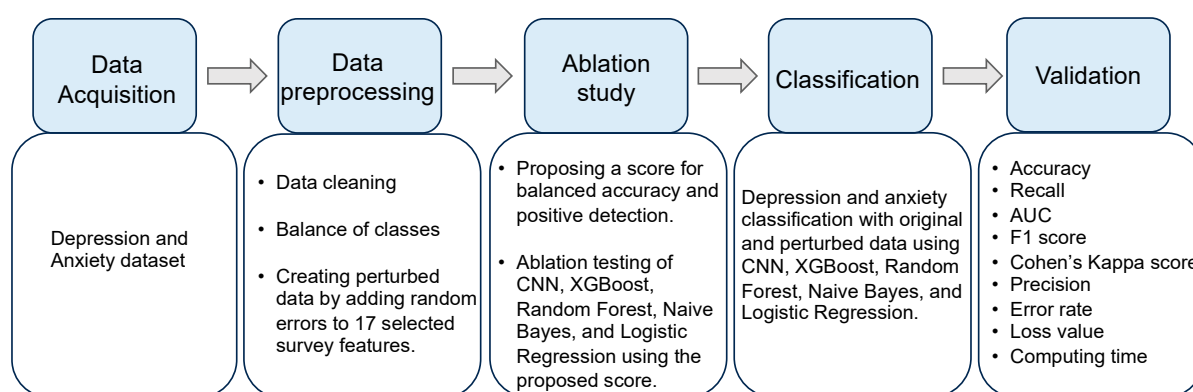 Data
Acquisition
Depression and
Anxiety dataset
Data
preprocessing
• Data cleaning
• Balance of classes
• Creating perturbed
data by adding random
errors to 17 selected
survey features.
Ablation
study
• Proposing a score for
balanced accuracy and
positive detection.
• Ablation testing of
CNN, XGBoost,
Random Forest, Naive
Bayes, and Logistic
Regression using the
proposed score.
Classification
Depression and anxiety
classification with original
and perturbed data using
CNN, XGBoost, Random
Forest, Naive Bayes, and
Logistic Regression.
Validation
• Accuracy
• Recall
• AUC
• F1 score
• Cohen's Kappa score
• Precision
• Error rate
• Loss value
• Computing time